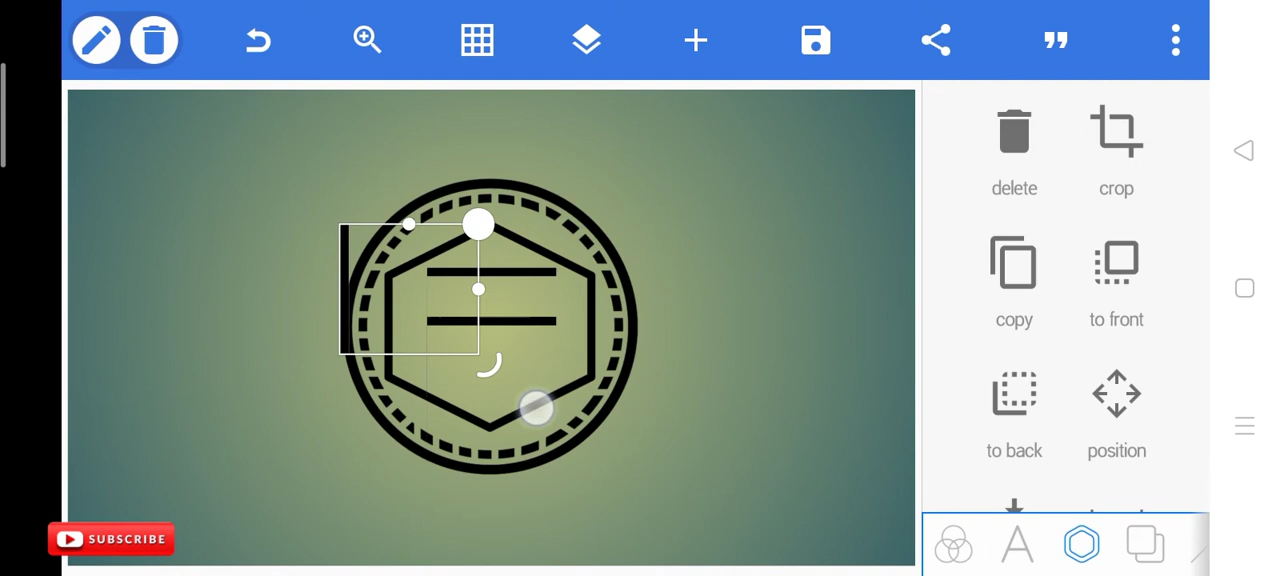 delete
crop
copy
to front
to back
position
SUBSCRIBE